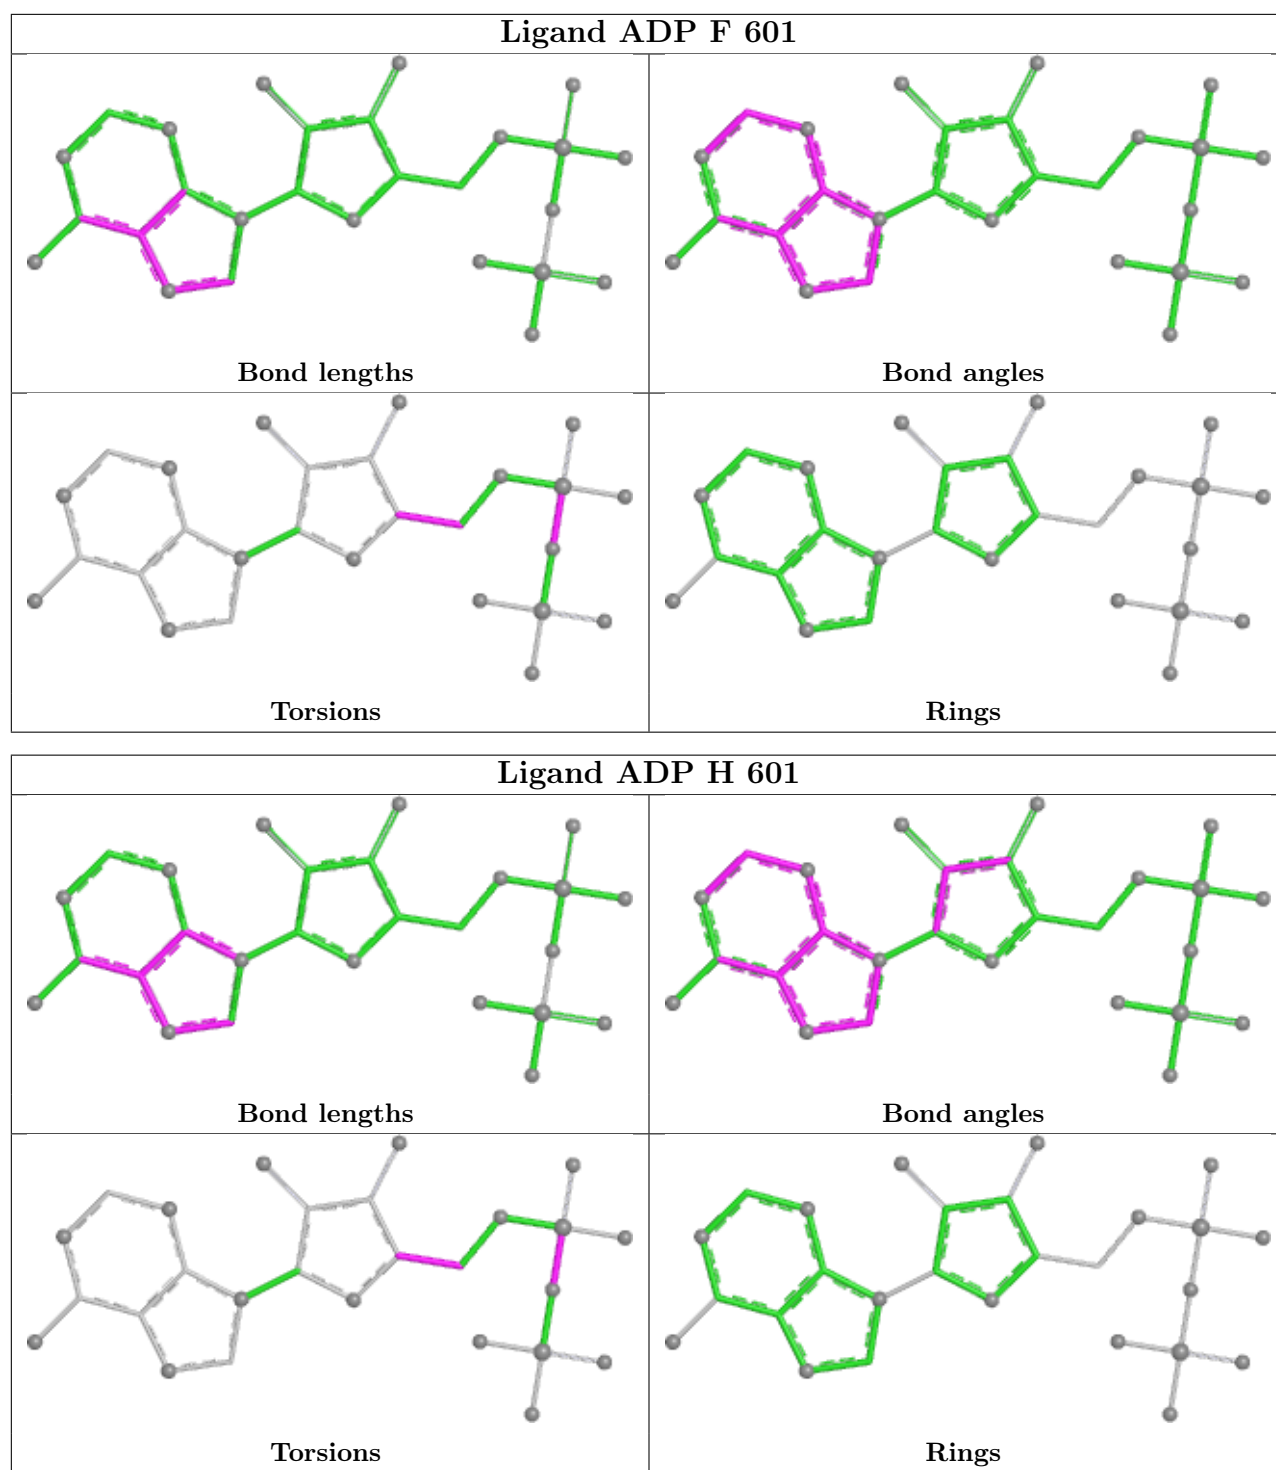 Ligand ADP F 601
Bond lengths
Bond angles
Torsions
Rings
Ligand ADP H 601
Bond lengths
Bond angles
Torsions
Rings